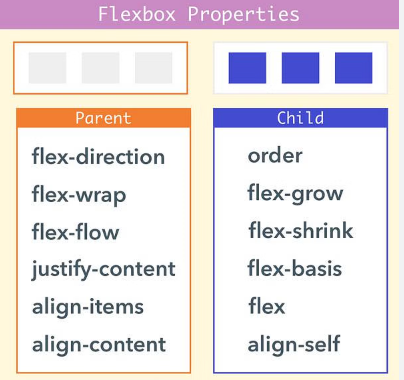 Flexbox Properties
Parent
flex-direction
flex-wrap
flex-flow
justify-content
align-items
align-content
Child
order
flex-grow
flex-shrink
flex-basis
flex
align-self